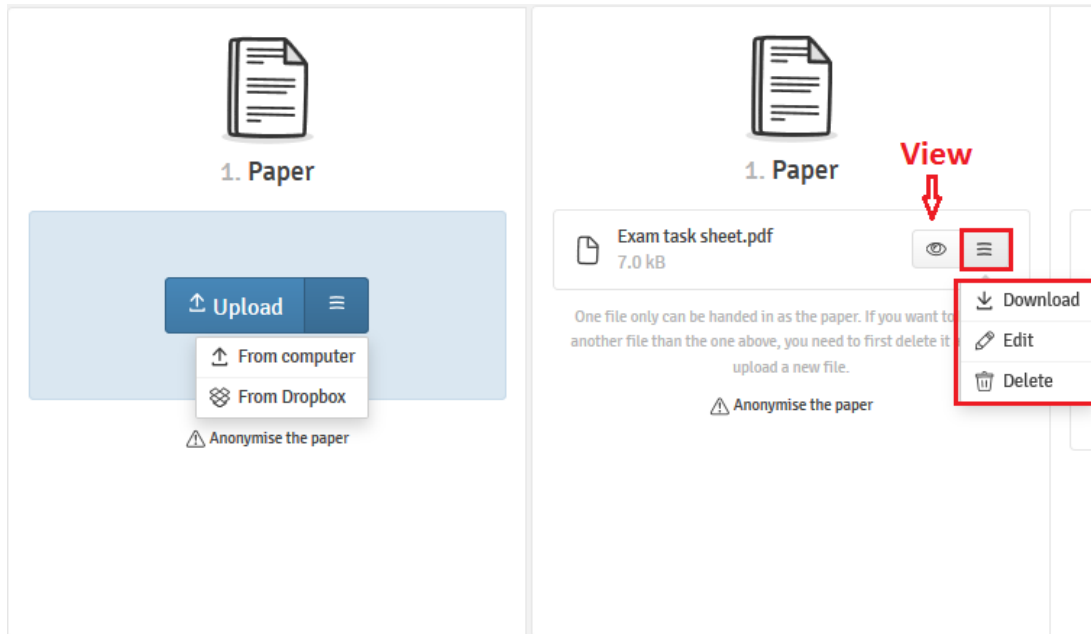 1. Paper
Upload
From computer
From Dropbox
Anonymise the paper
1. Paper
View
Exam task sheet.pdf
7.0 kB
Download
Edit
Delete
One file only can be handed in as the paper. If you want to
another file than the one above, you need to first delete it
upload a new file.
Anonymise the paper